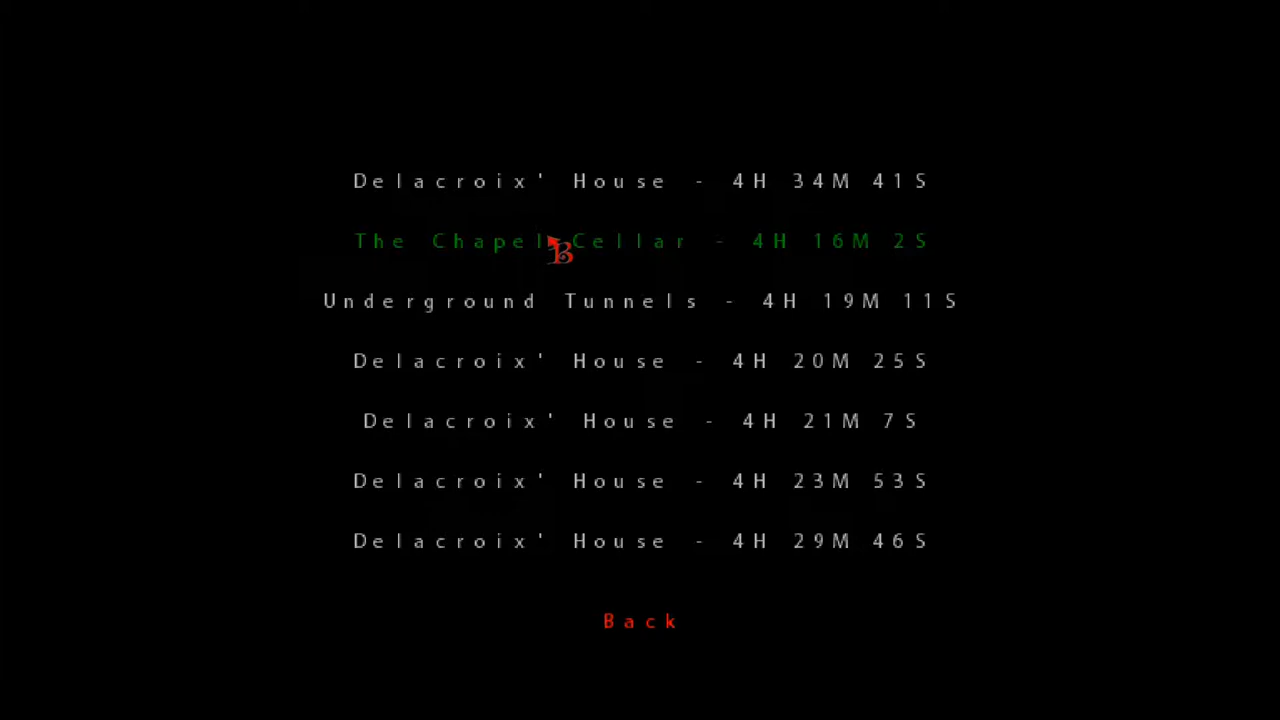 Delacroix' House - 4H 34M 41S
The Chapel Cellar - 4H 16M 2S
Underground Tunnels - 4H 19M 11S
Delacroix' House - 4H 20M 25S
Delacroix' House - 4H 21M 7S
Delacroix' House - 4H 23M 53S
Delacroix' House - 4H 29M 46S
Back